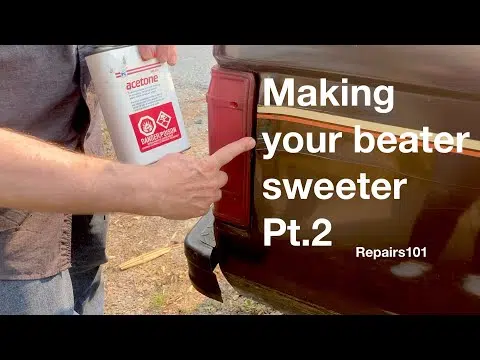 acetone
DANGER/POISON
Making
your beater
sweeter
Pt.2
Repairs101